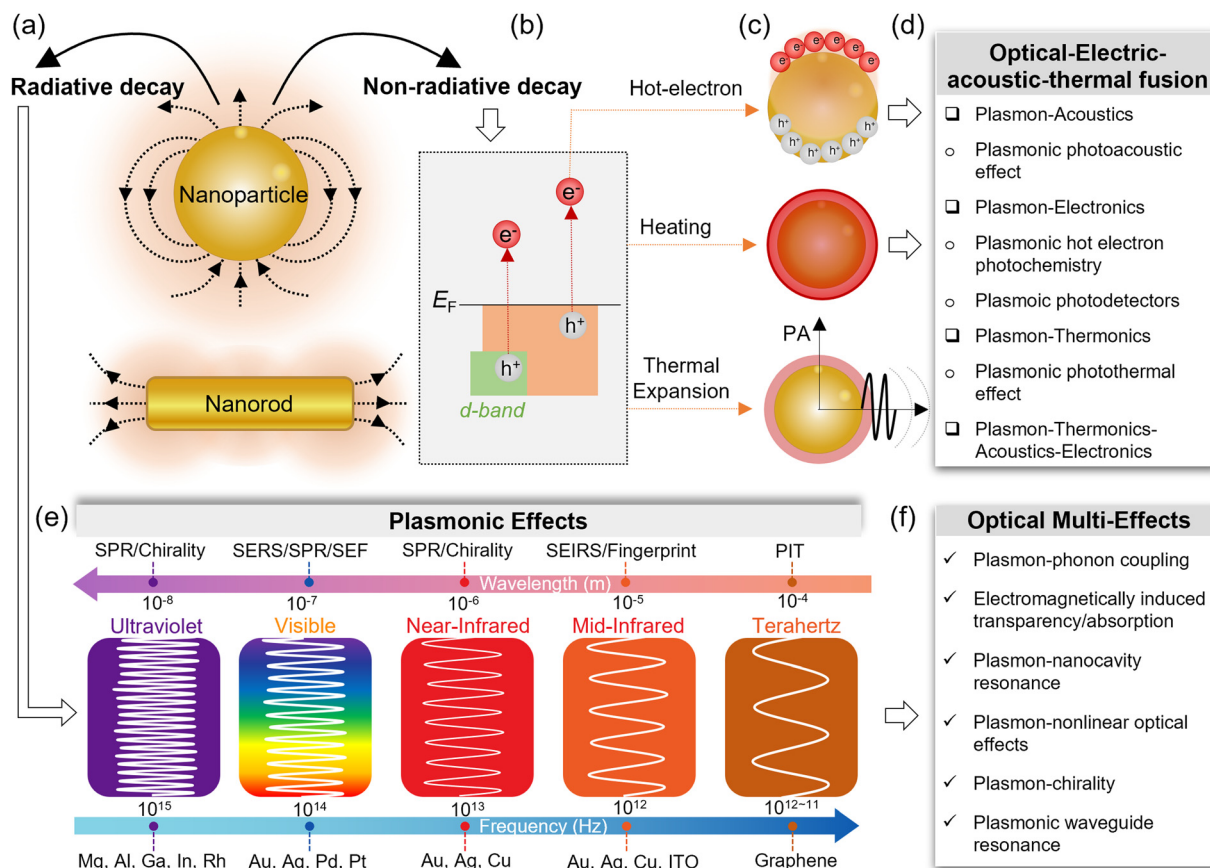 (a)
Radiative decay
Non-radiative decay
Nanoparticle
Nanorod
(b)
e⁻
e⁻
E_F
h⁺
h⁺
d-band
Hot-electron
Heating
Thermal
Expansion
(c)
e⁻ e⁻ e⁻ e⁻ e⁻ e⁻
h⁺ h⁺ h⁺ h⁺ h⁺ h⁺
PA
(d)
Optical-Electric-
acoustic-thermal fusion
❑ Plasmon-Acoustics
o Plasmonic photoacoustic
effect
❑ Plasmon-Electronics
o Plasmonic hot electron
photochemistry
o Plasmoic photodetectors
❑ Plasmon-Thermonics
o Plasmonic photothermal
effect
❑ Plasmon-Thermonics-
Acoustics-Electronics
(e)
Plasmonic Effects
SPR/Chirality SERS/SPR/SEF SPR/Chirality SEIRS/Fingerprint PIT
Wavelength (m)
10⁻⁸ 10⁻⁷ 10⁻⁶ 10⁻⁵ 10⁻⁴
Ultraviolet Visible Near-Infrared Mid-Infrared Terahertz
10¹⁵ 10¹⁴ 10¹³ 10¹² 10¹²~¹¹
Frequency (Hz)
Mg, Al, Ga, In, Rh Au, Ag, Pd, Pt Au, Ag, Cu Au, Ag, Cu, ITO Graphene
(f)
Optical Multi-Effects
✓ Plasmon-phonon coupling
✓ Electromagnetically induced
transparency/absorption
✓ Plasmon-nanocavity
resonance
✓ Plasmon-nonlinear optical
effects
✓ Plasmon-chirality
✓ Plasmonic waveguide
resonance